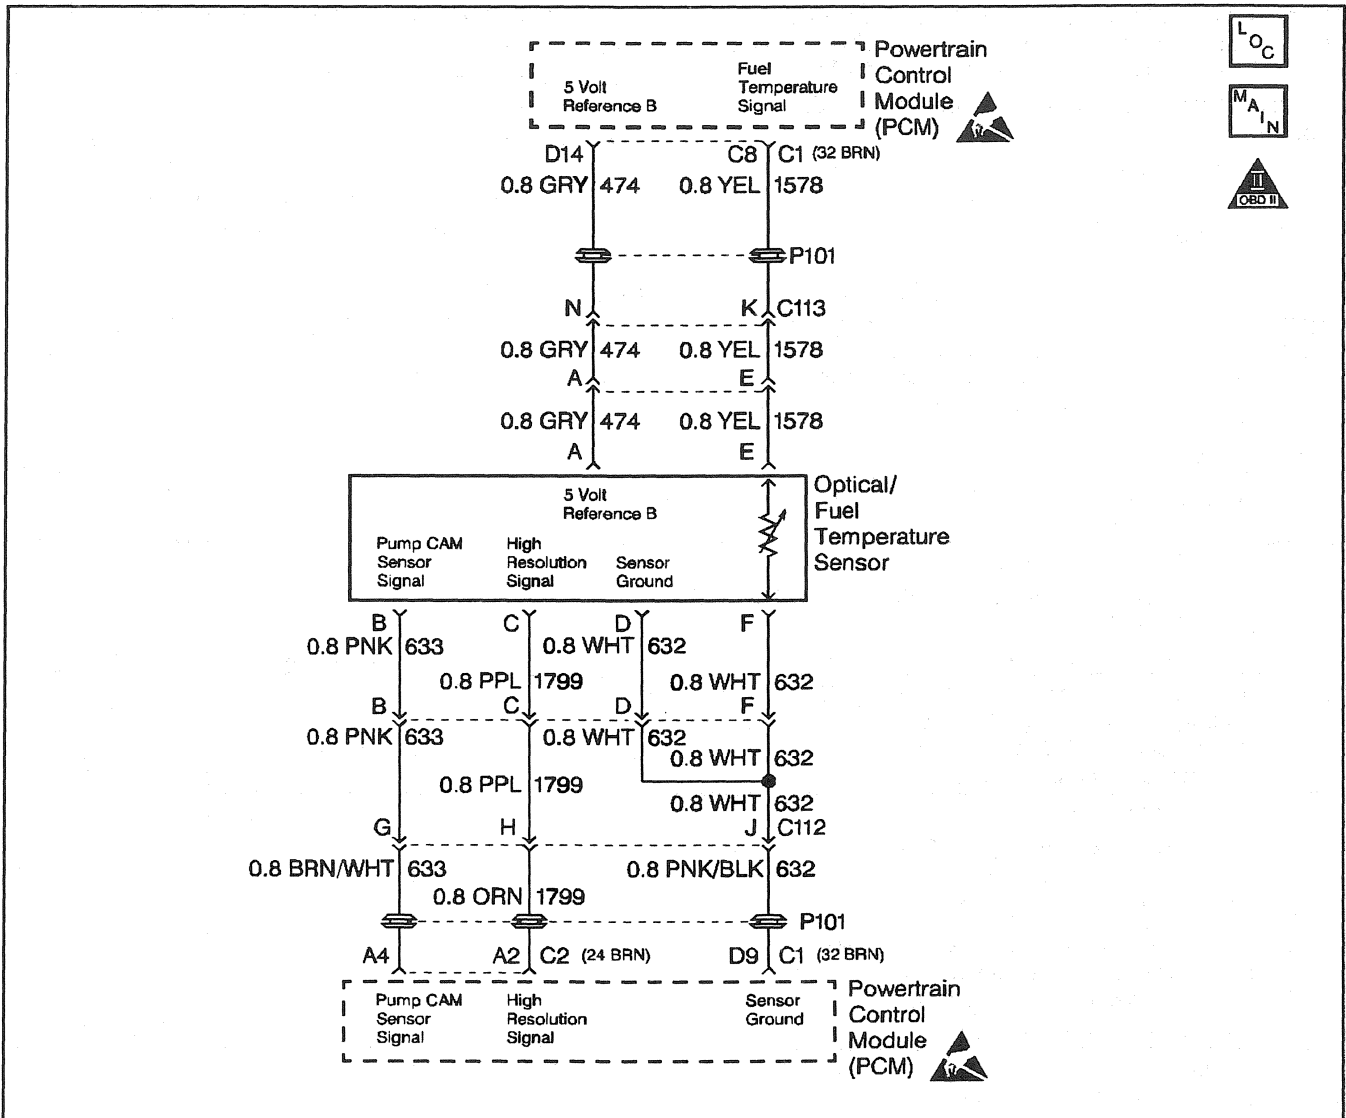 LOC
Powertrain
Control
Module
(PCM)
Fuel
Temperature
Signal
5 Volt
Reference B
MAIN
II
OBD II
D14 C8 C1 (32 BRN)
0.8 GRY 474 0.8 YEL 1578
P101
N K C113
0.8 GRY 474 0.8 YEL 1578
A E
0.8 GRY 474 0.8 YEL 1578
A E
Optical/
Fuel
Temperature
Sensor
5 Volt
Reference B
Pump CAM
Sensor
Signal
High
Resolution
Signal
Sensor
Ground
B C D F
0.8 PNK 633 0.8 WHT 632
0.8 PPL 1799 0.8 WHT 632
B C D F
0.8 PNK 633 0.8 WHT 632
0.8 WHT 632
0.8 PPL 1799
0.8 WHT 632
G H J C112
0.8 BRN/WHT 633 0.8 PNK/BLK 632
0.8 ORN 1799
P101
A4 A2 C2 (24 BRN) D9 C1 (32 BRN)
Pump CAM
Sensor
Signal
High
Resolution
Signal
Sensor
Ground
Powertrain
Control
Module
(PCM)